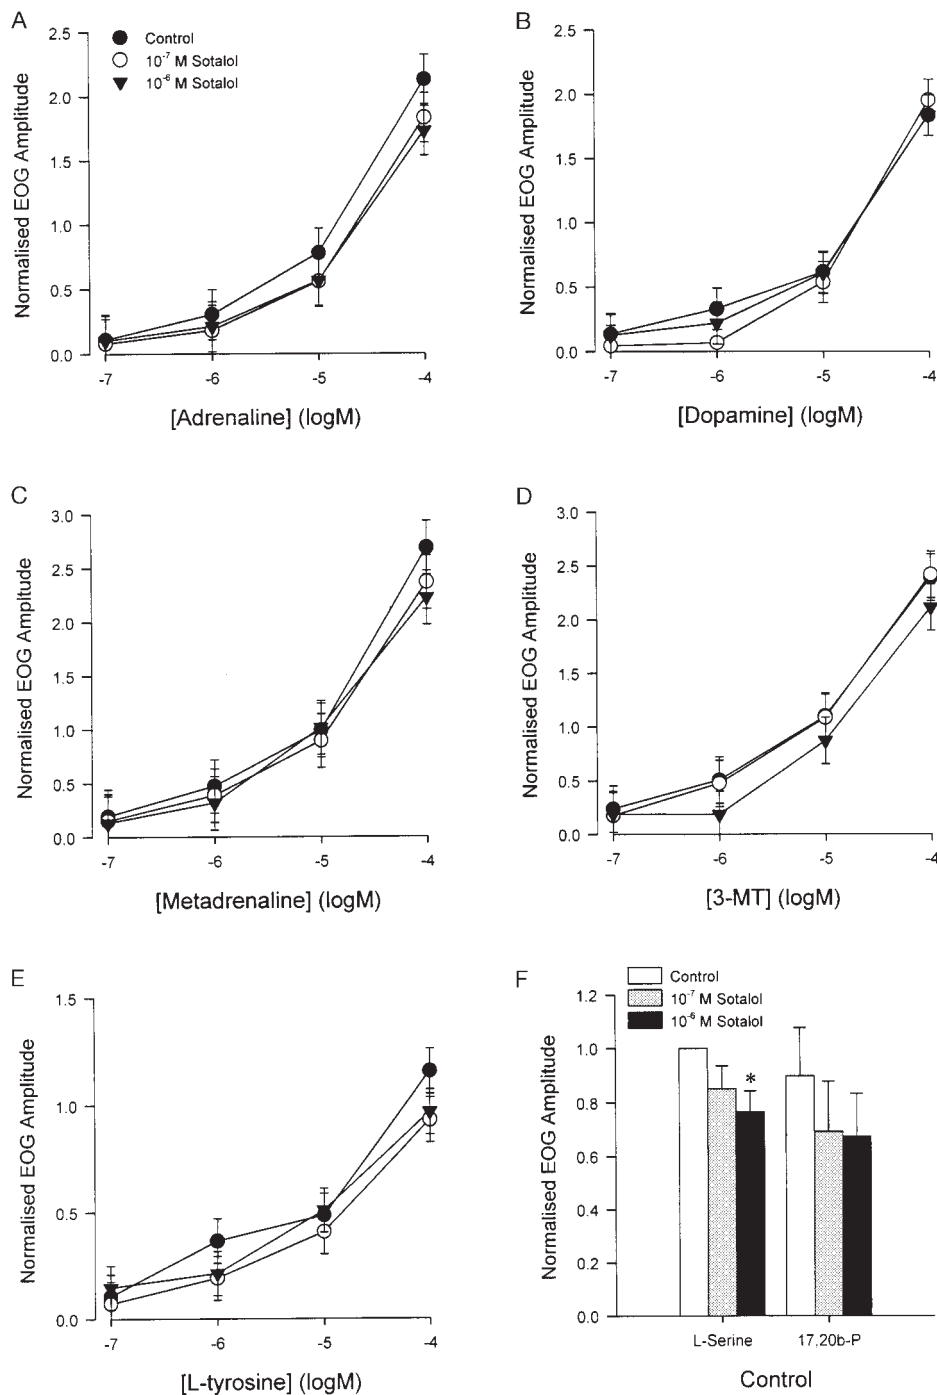 A
Control
10⁻⁷ M Sotalol
10⁻⁶ M Sotalol
Normalised EOG Amplitude
2.5
2.0
1.5
1.0
0.5
0.0
-7 -6 -5 -4
[Adrenaline] (logM)
B
Normalised EOG Amplitude
2.5
2.0
1.5
1.0
0.5
0.0
-7 -6 -5 -4
[Dopamine] (logM)
C
Normalised EOG Amplitude
3.0
2.5
2.0
1.5
1.0
0.5
0.0
-7 -6 -5 -4
[Metadrenaline] (logM)
D
Normalised EOG Amplitude
3.0
2.5
2.0
1.5
1.0
0.5
0.0
-7 -6 -5 -4
[3-MT] (logM)
E
Normalised EOG Amplitude
1.5
1.0
0.5
0.0
-7 -6 -5 -4
[L-tyrosine] (logM)
F
Control
10⁻⁷ M Sotalol
10⁻⁶ M Sotalol
Normalised EOG Amplitude
1.2
1.0
0.8
0.6
0.4
0.2
0.0
*
L-Serine 17,20b-P
Control